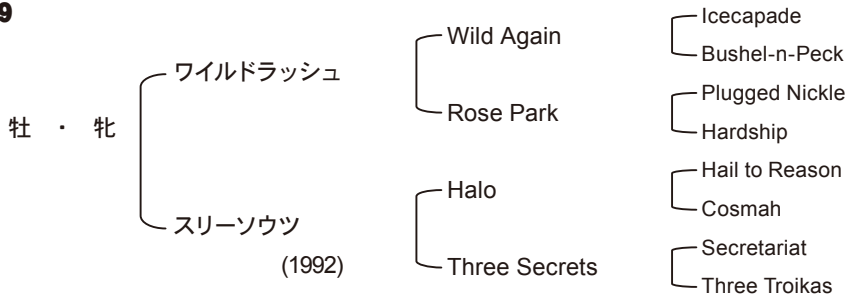 9
牡 ・ 牝
ワイルドラッシュ
スリーソウツ
(1992)
Wild Again
Rose Park
Halo
Three Secrets
Icecapade
Bushel-n-Peck
Plugged Nickle
Hardship
Hail to Reason
Cosmah
Secretariat
Three Troikas